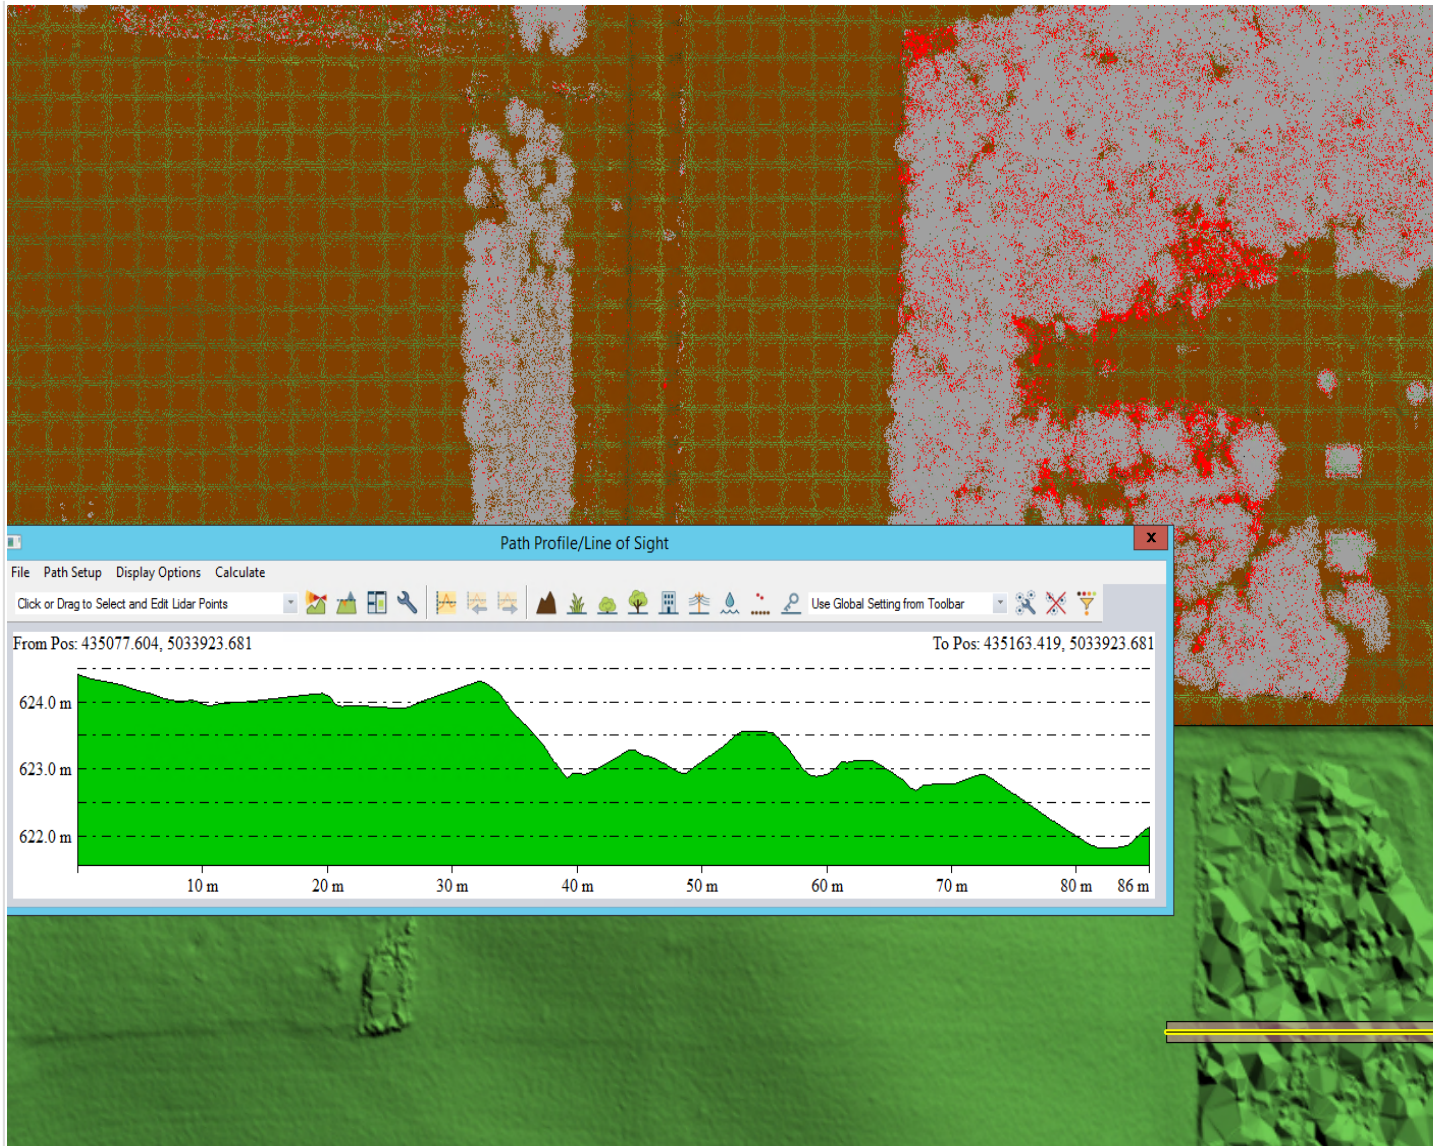 Path Profile/Line of Sight
x
File Path Setup Display Options Calculate
Click or Drag to Select and Edit Lidar Points Use Global Setting from Toolbar
From Pos: 435077.604, 5033923.681 To Pos: 435163.419, 5033923.681
624.0 m
623.0 m
622.0 m
10 m 20 m 30 m 40 m 50 m 60 m 70 m 80 m 86 m